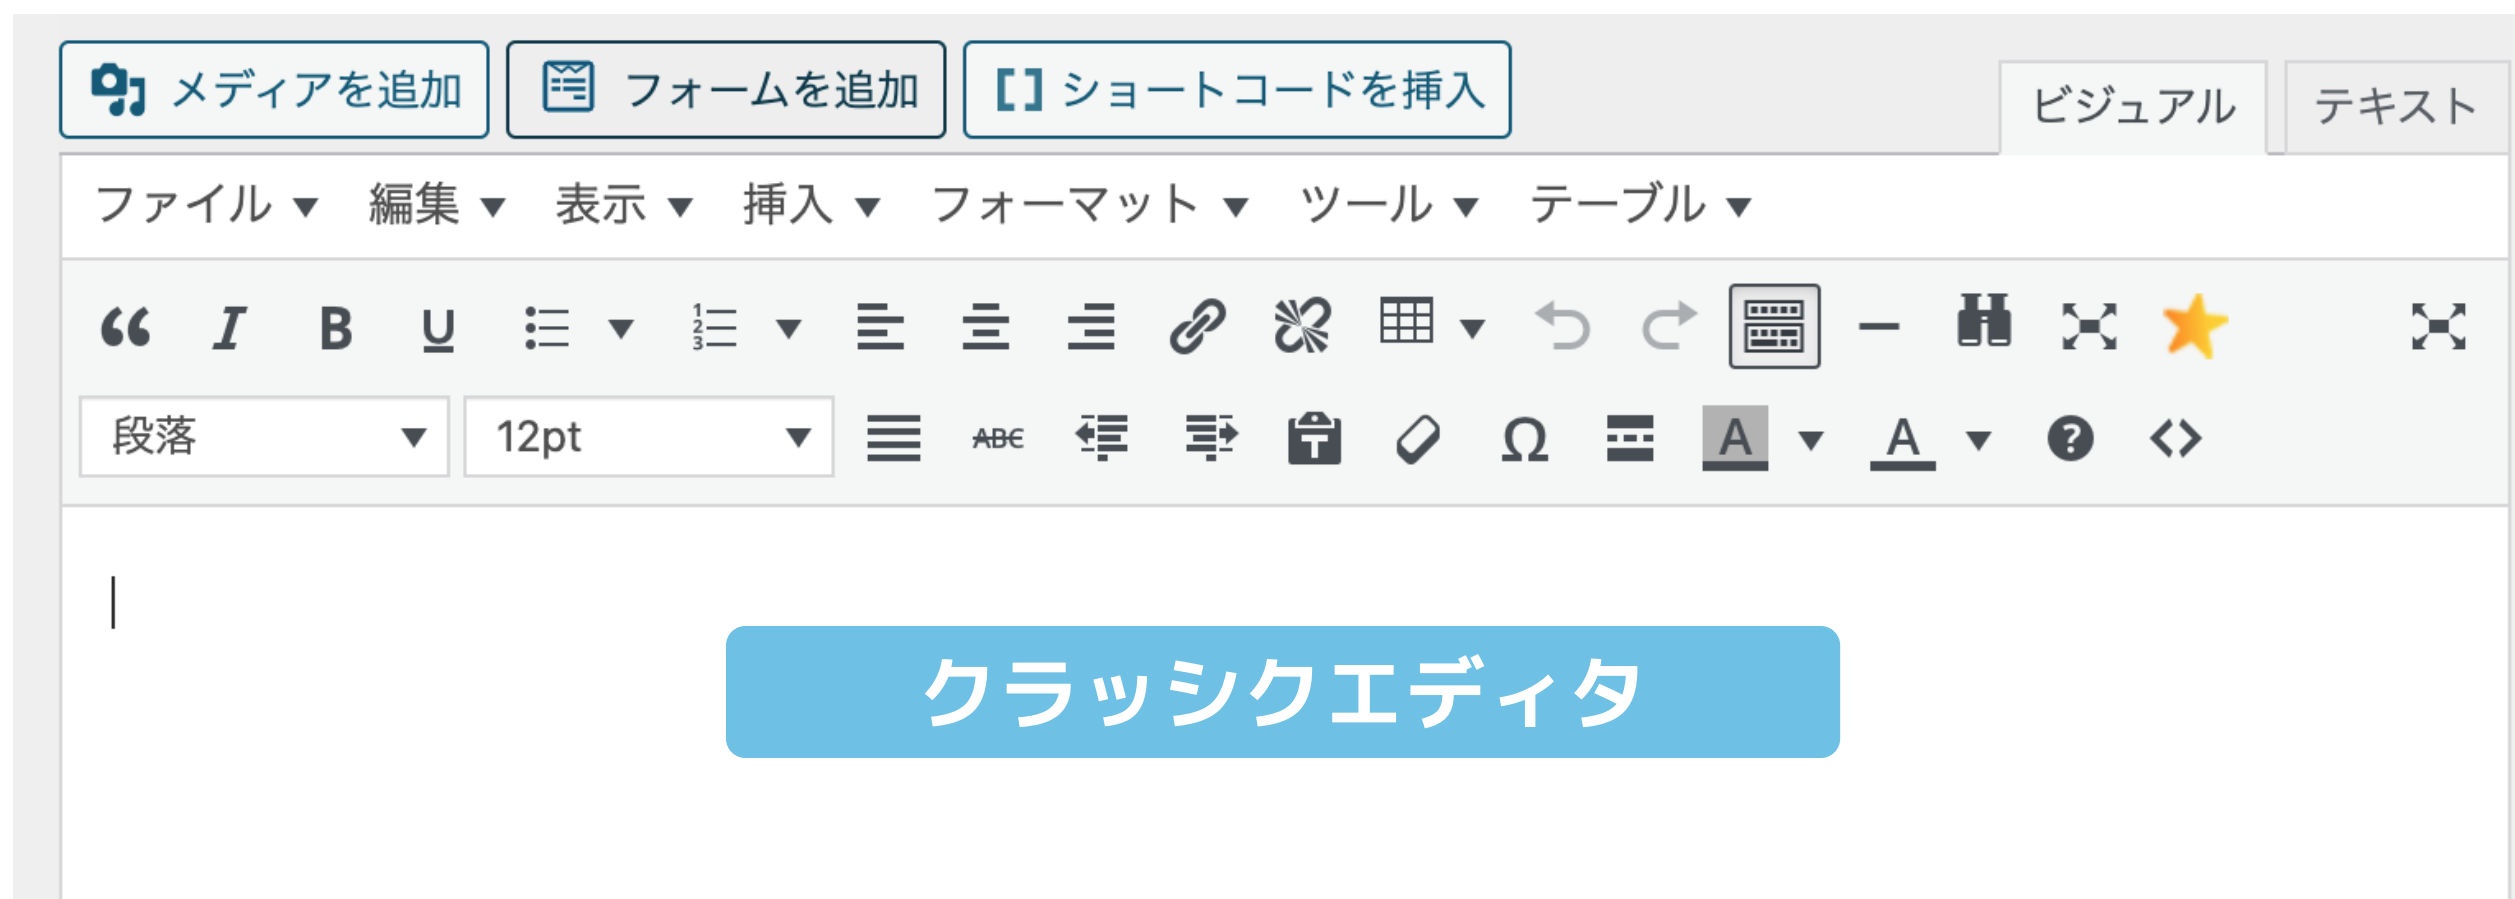 メディアを追加 フォームを追加 [] ショートコードを挿入
ビジュアル テキスト
ファイル ▼ 編集 ▼ 表示 ▼ 挿入 ▼ フォーマット ▼ ツール ▼ テーブル ▼
“ I B U 1 2 3
段落 12pt ABC T Ω A A ? <>
クラッシクエディタ